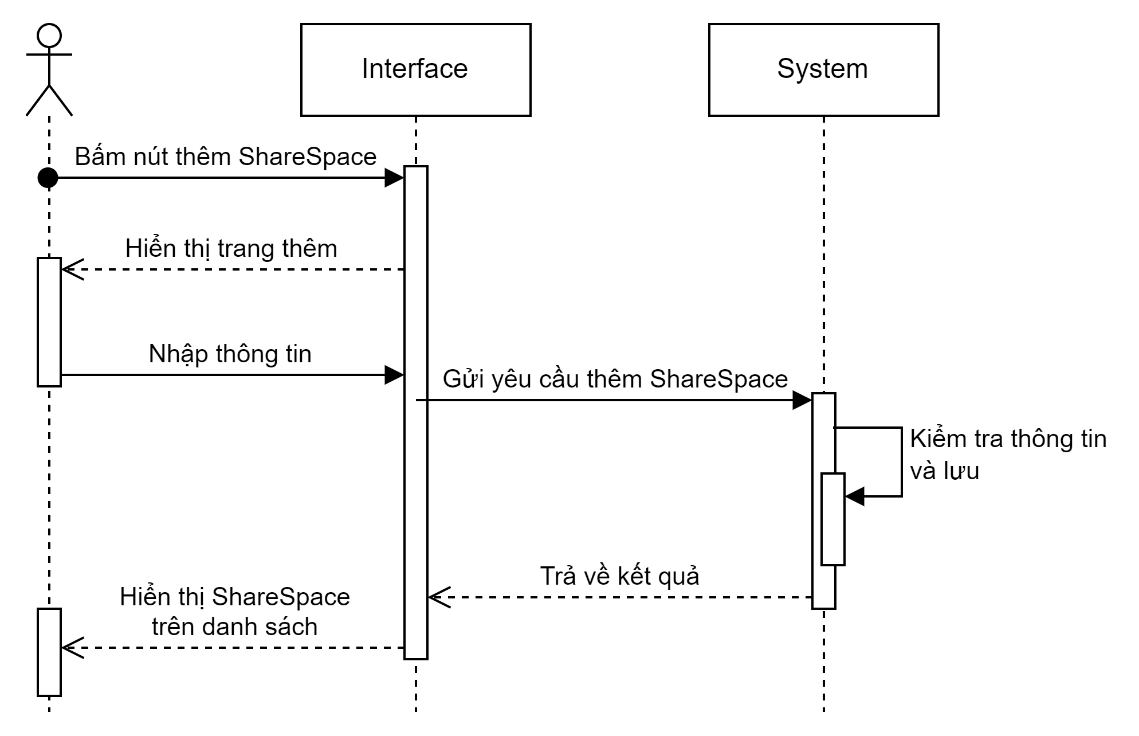 Interface
System
Bấm nút thêm ShareSpace
Hiển thị trang thêm
Nhập thông tin
Gửi yêu cầu thêm ShareSpace
Kiểm tra thông tin
và lưu
Trả về kết quả
Hiển thị ShareSpace
trên danh sách